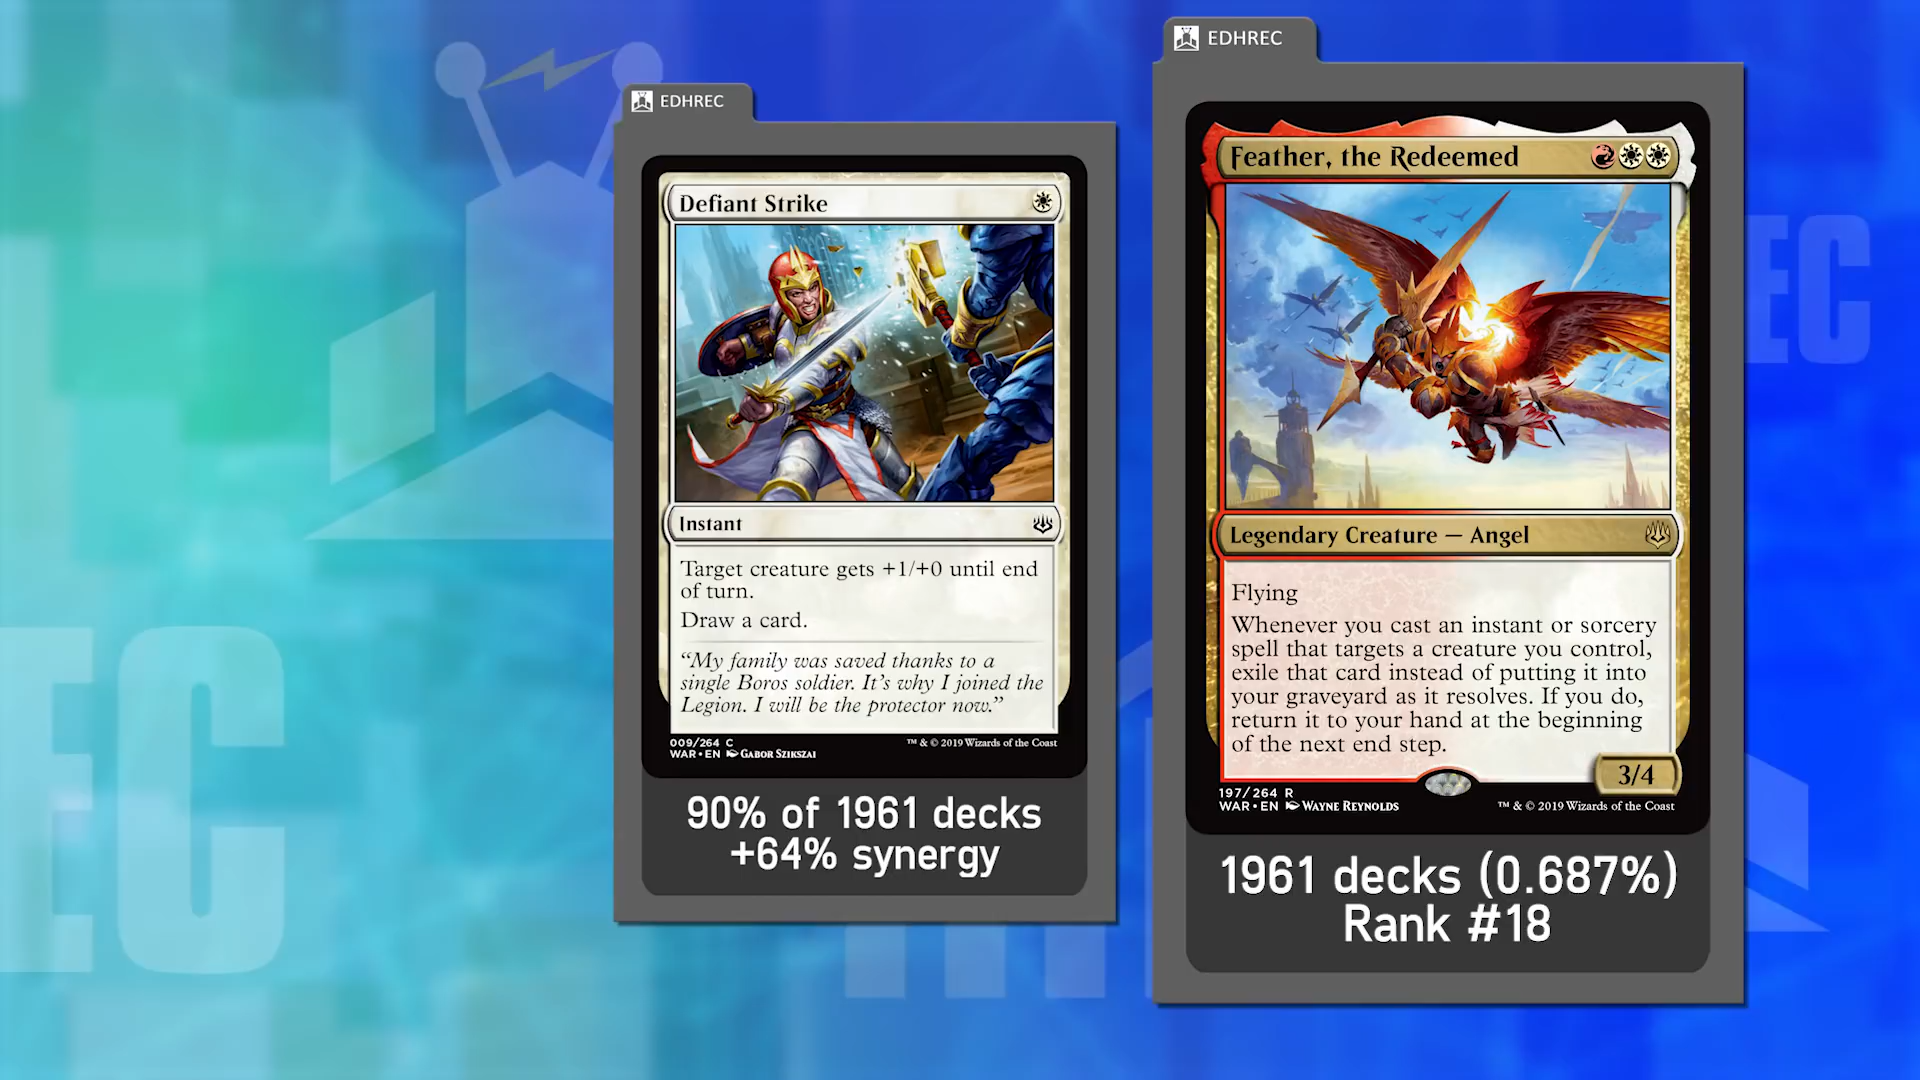 EDHREC
Defiant Strike
Instant
Target creature gets +1/+0 until end
of turn.
Draw a card.
“My family was saved thanks to a
single Boros soldier. It’s why I joined the
Legion. I will be the protector now.”
009/264 C
WAR • EN GABOR SZIKSZAI
™ & © 2019 Wizards of the Coast
90% of 1961 decks
+64% synergy
EDHREC
Feather, the Redeemed
Legendary Creature — Angel
Flying
Whenever you cast an instant or sorcery
spell that targets a creature you control,
exile that card instead of putting it into
your graveyard as it resolves. If you do,
return it to your hand at the beginning
of the next end step.
3/4
197/264 R
WAR • EN WAYNE REYNOLDS
™ & © 2019 Wizards of the Coast
1961 decks (0.687%)
Rank #18
EC
EC